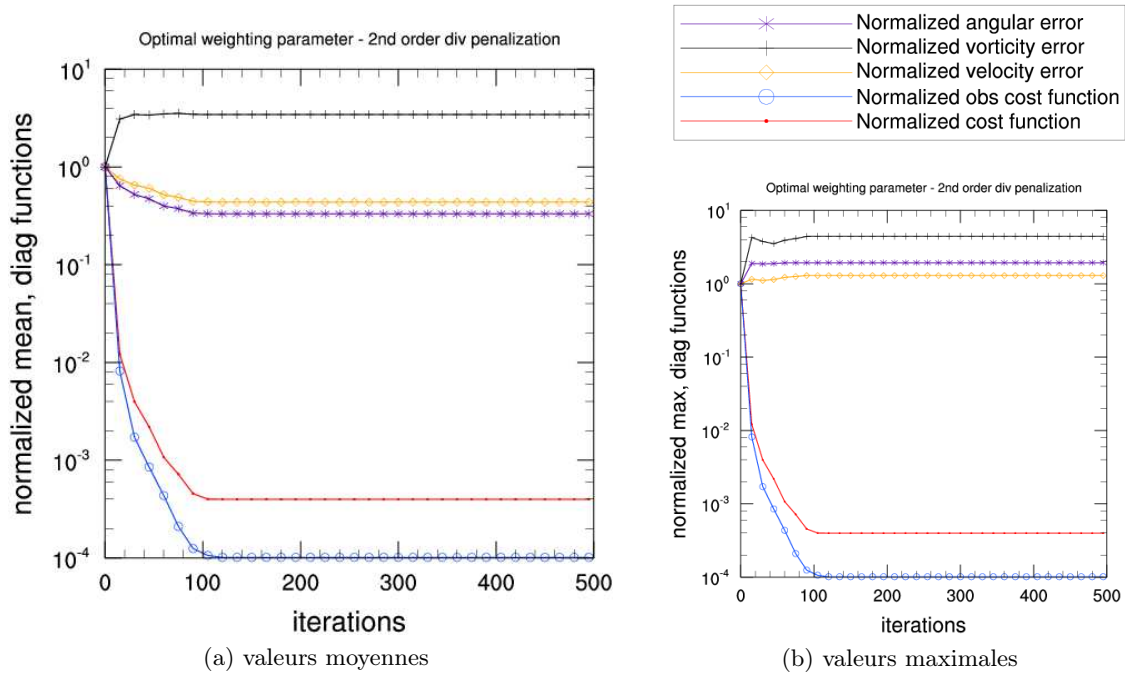 Optimal weighting parameter - 2nd order div penalization
normalized mean, diag functions
10^1
10^0
10^-1
10^-2
10^-3
10^-4
0 100 200 300 400 500
iterations
(a) valeurs moyennes
Normalized angular error
Normalized vorticity error
Normalized velocity error
Normalized obs cost function
Normalized cost function
Optimal weighting parameter - 2nd order div penalization
normalized max, diag functions
10^1
10^0
10^-1
10^-2
10^-3
10^-4
0 100 200 300 400 500
iterations
(b) valeurs maximales